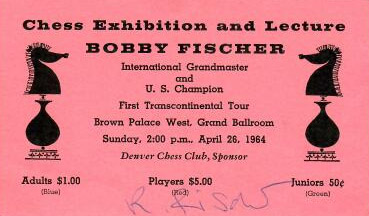 Chess Exhibition and Lecture
BOBBY FISCHER
International Grandmaster
and
U. S. Champion
First Transcontinental Tour
Brown Palace West, Grand Ballroom
Sunday, 2:00 p.m., April 26, 1964
Denver Chess Club, Sponsor
Adults $1.00 Players $5.00 Juniors 50¢
(Blue) (Red) (Green)